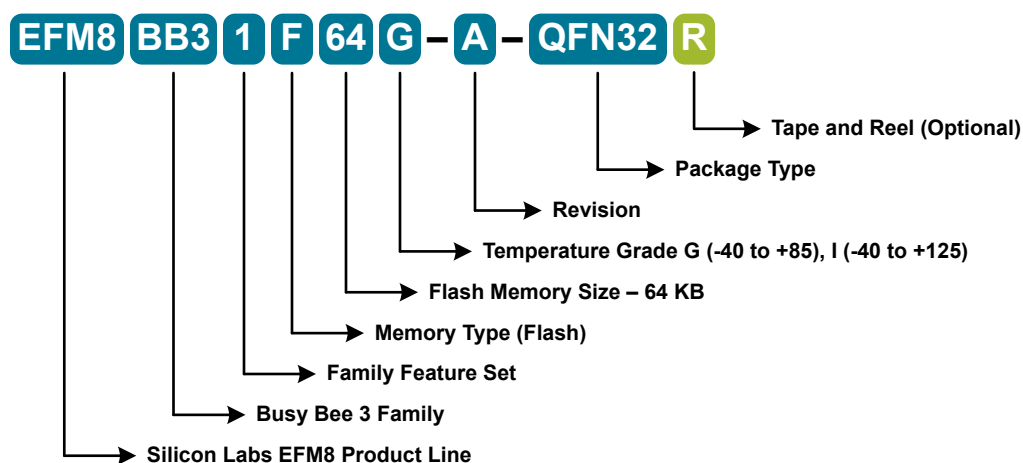 EFM8 BB3 1 F 64 G – A – QFN32 R
Tape and Reel (Optional)
Package Type
Revision
Temperature Grade G (-40 to +85), I (-40 to +125)
Flash Memory Size – 64 KB
Memory Type (Flash)
Family Feature Set
Busy Bee 3 Family
Silicon Labs EFM8 Product Line